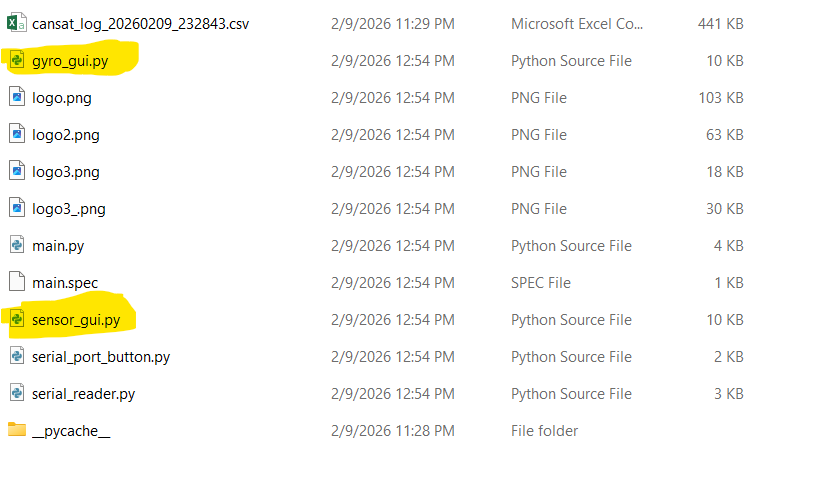 cansat_log_20260209_232843.csv 2/9/2026 11:29 PM Microsoft Excel Co... 441 KB
gyro_gui.py 2/9/2026 12:54 PM Python Source File 10 KB
logo.png 2/9/2026 12:54 PM PNG File 103 KB
logo2.png 2/9/2026 12:54 PM PNG File 63 KB
logo3.png 2/9/2026 12:54 PM PNG File 18 KB
logo3_.png 2/9/2026 12:54 PM PNG File 30 KB
main.py 2/9/2026 12:54 PM Python Source File 4 KB
main.spec 2/9/2026 12:54 PM SPEC File 1 KB
sensor_gui.py 2/9/2026 12:54 PM Python Source File 10 KB
serial_port_button.py 2/9/2026 12:54 PM Python Source File 2 KB
serial_reader.py 2/9/2026 12:54 PM Python Source File 3 KB
__pycache__ 2/9/2026 11:28 PM File folder